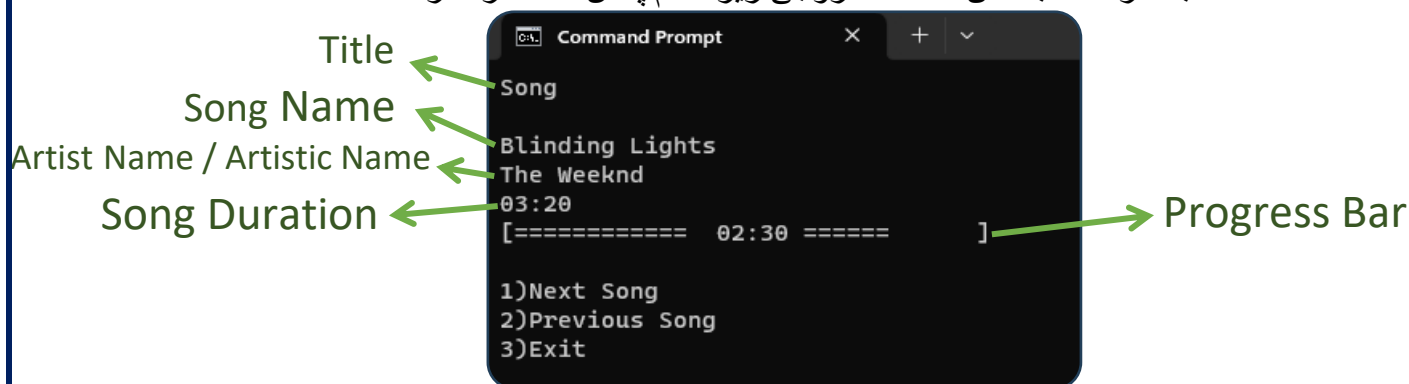 Command Prompt
Title
Song
Song Name
Blinding Lights
Artist Name / Artistic Name
The Weeknd
Song Duration
03:20
[============  02:30 ======      ]
Progress Bar
1)Next Song
2)Previous Song
3)Exit